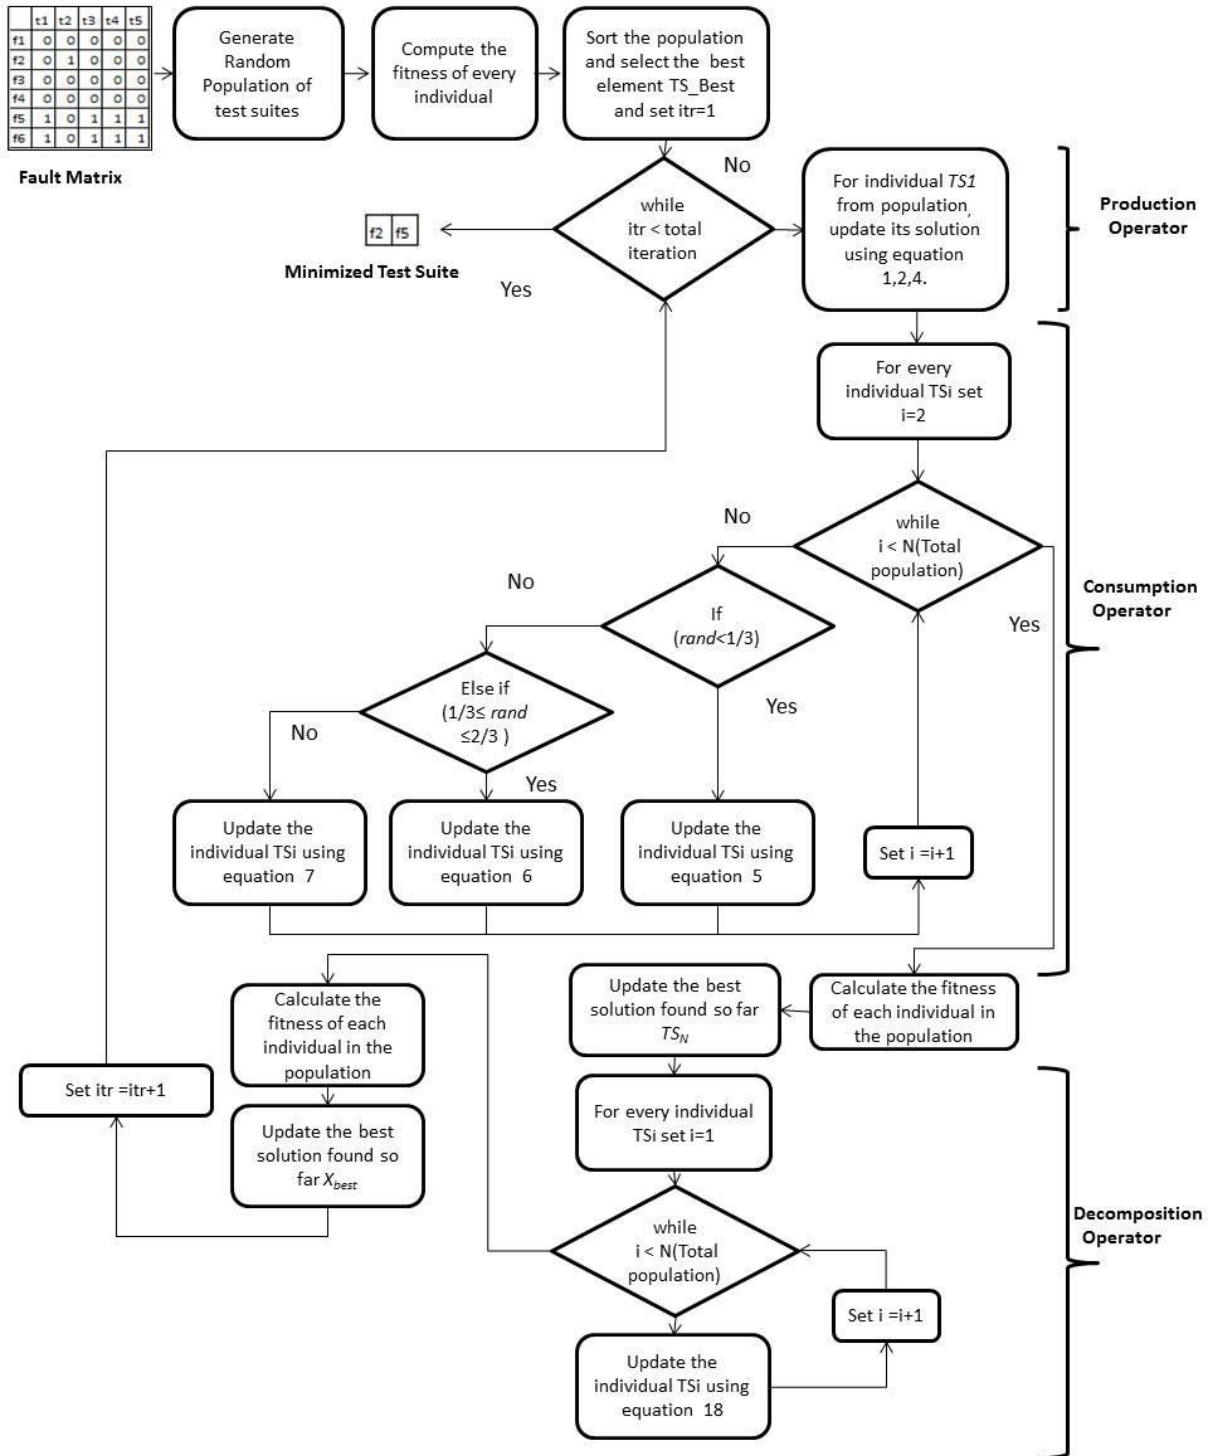 t1 t2 t3 t4 t5
f1 0 0 0 0 0
f2 0 1 0 0 0
f3 0 0 0 0 0
f4 0 0 0 0 0
f5 1 0 1 1 1
f6 1 0 1 1 1
Fault Matrix
Generate
Random
Population of
test suites
Compute the
fitness of every
individual
Sort the population
and select the best
element TS_Best
and set itr=1
while
itr < total
iteration
No
Yes
f2 f5
Minimized Test Suite
For individual TS1
from population,
update its solution
using equation
1,2,4.
Production
Operator
For every
individual TSi set
i=2
while
i < N(Total
population)
No
Yes
Consumption
Operator
If
(rand<1/3)
No
Yes
Else if
(1/3≤ rand
≤2/3 )
No
Yes
Update the
individual TSi using
equation 7
Update the
individual TSi using
equation 6
Update the
individual TSi using
equation 5
Set i =i+1
Calculate the fitness
of each individual in
the population
Update the best
solution found so far
TSN
For every individual
TSi set i=1
while
i < N(Total
population)
Set i =i+1
Update the
individual TSi using
equation 18
Decomposition
Operator
Calculate the
fitness of each
individual in the
population
Update the best
solution found so
far Xbest
Set itr =itr+1